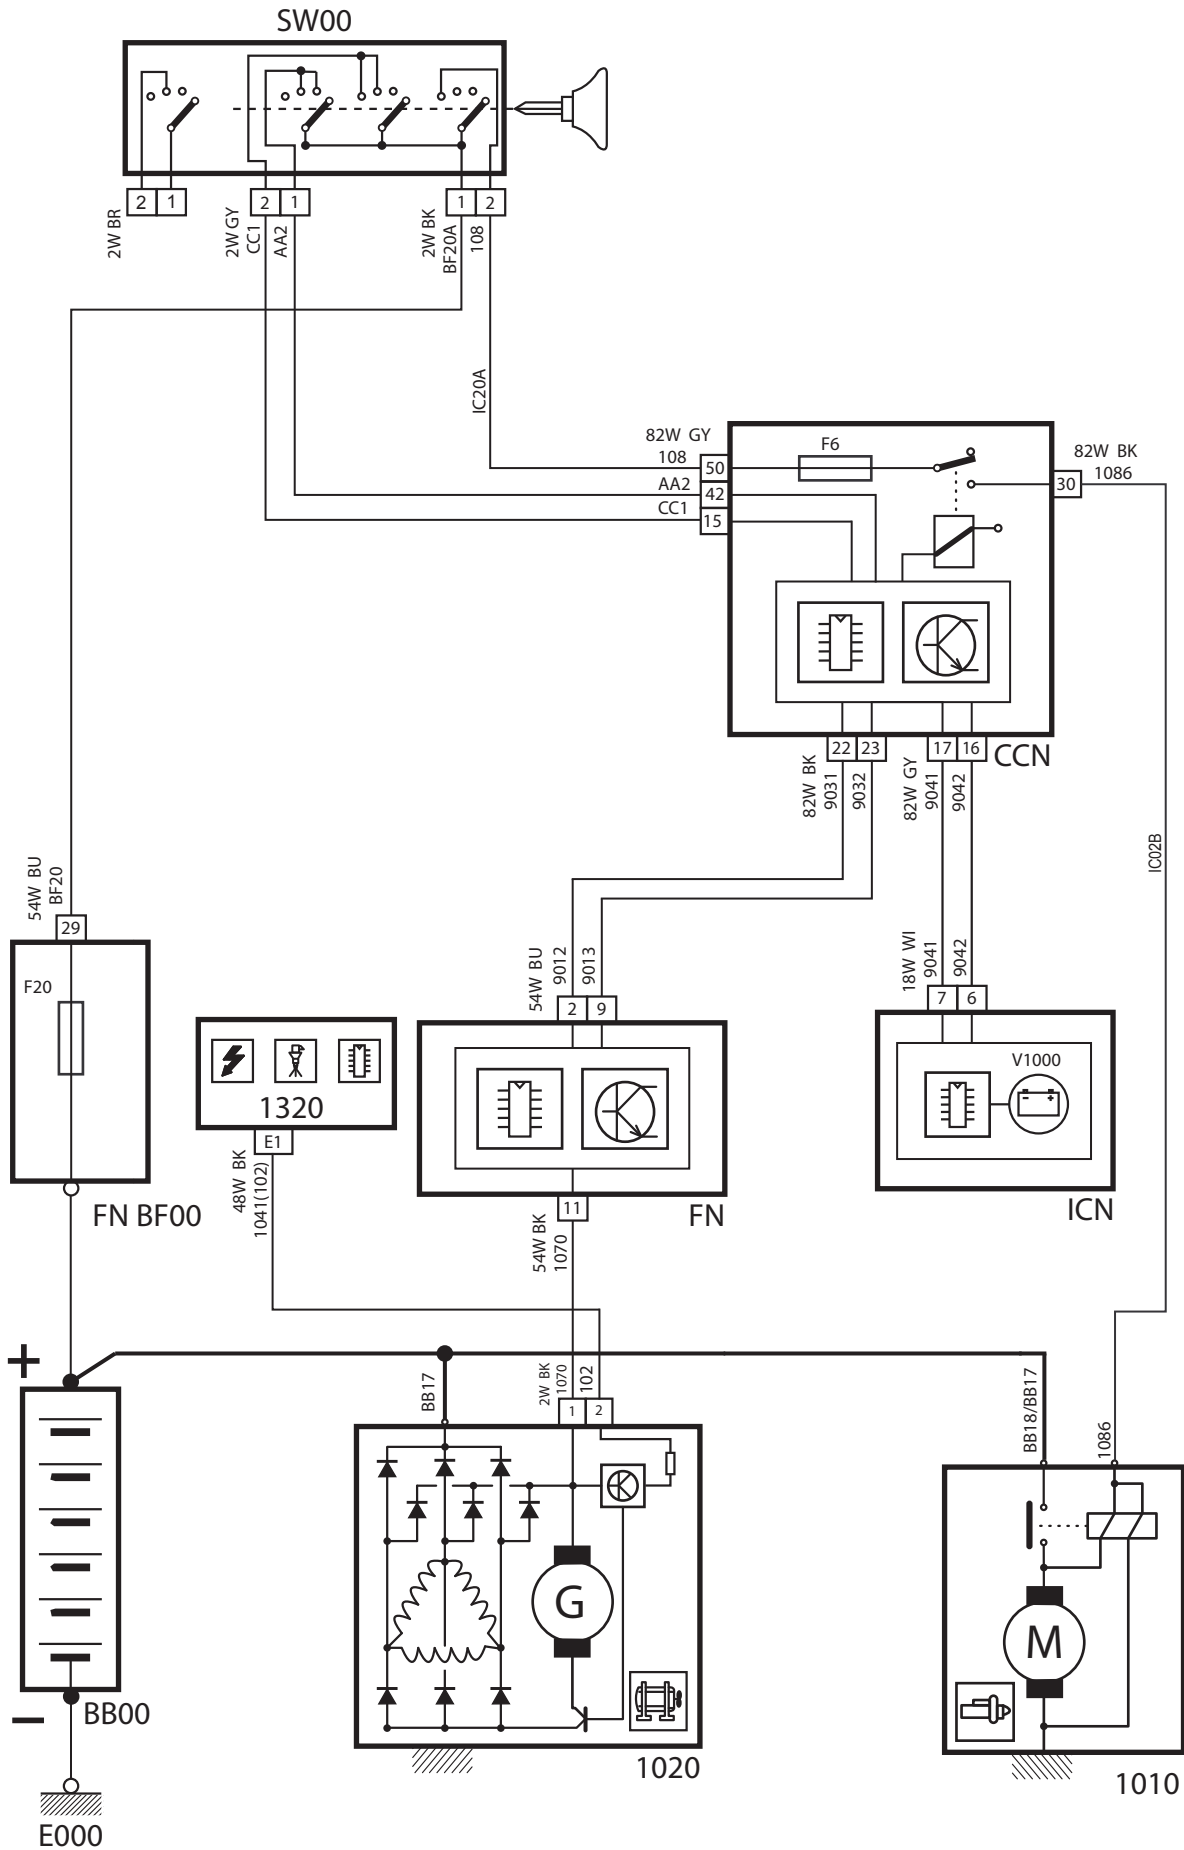 SW00
2 1
2 1
1 2
2W BR
2W GY
CC1
AA2
2W BK
BF20A
108
IC20A
82W GY
108
AA2
CC1
50
42
15
F6
82W BK
1086
30
22 23
17 16
CCN
82W BK
9031
9032
82W GY
9041
9042
IC02B
54W BU
BF20
29
F20
FN BF00
1320
E1
48W BK
1041(102)
54W BU
9012
9013
2 9
FN
11
54W BK
1070
18W WI
9041
9042
7 6
V1000
- +
ICN
+
BB17
2W BK
1070
102
1 2
BB18/BB17
1086
G
M
–
BB00
1020
1010
E000